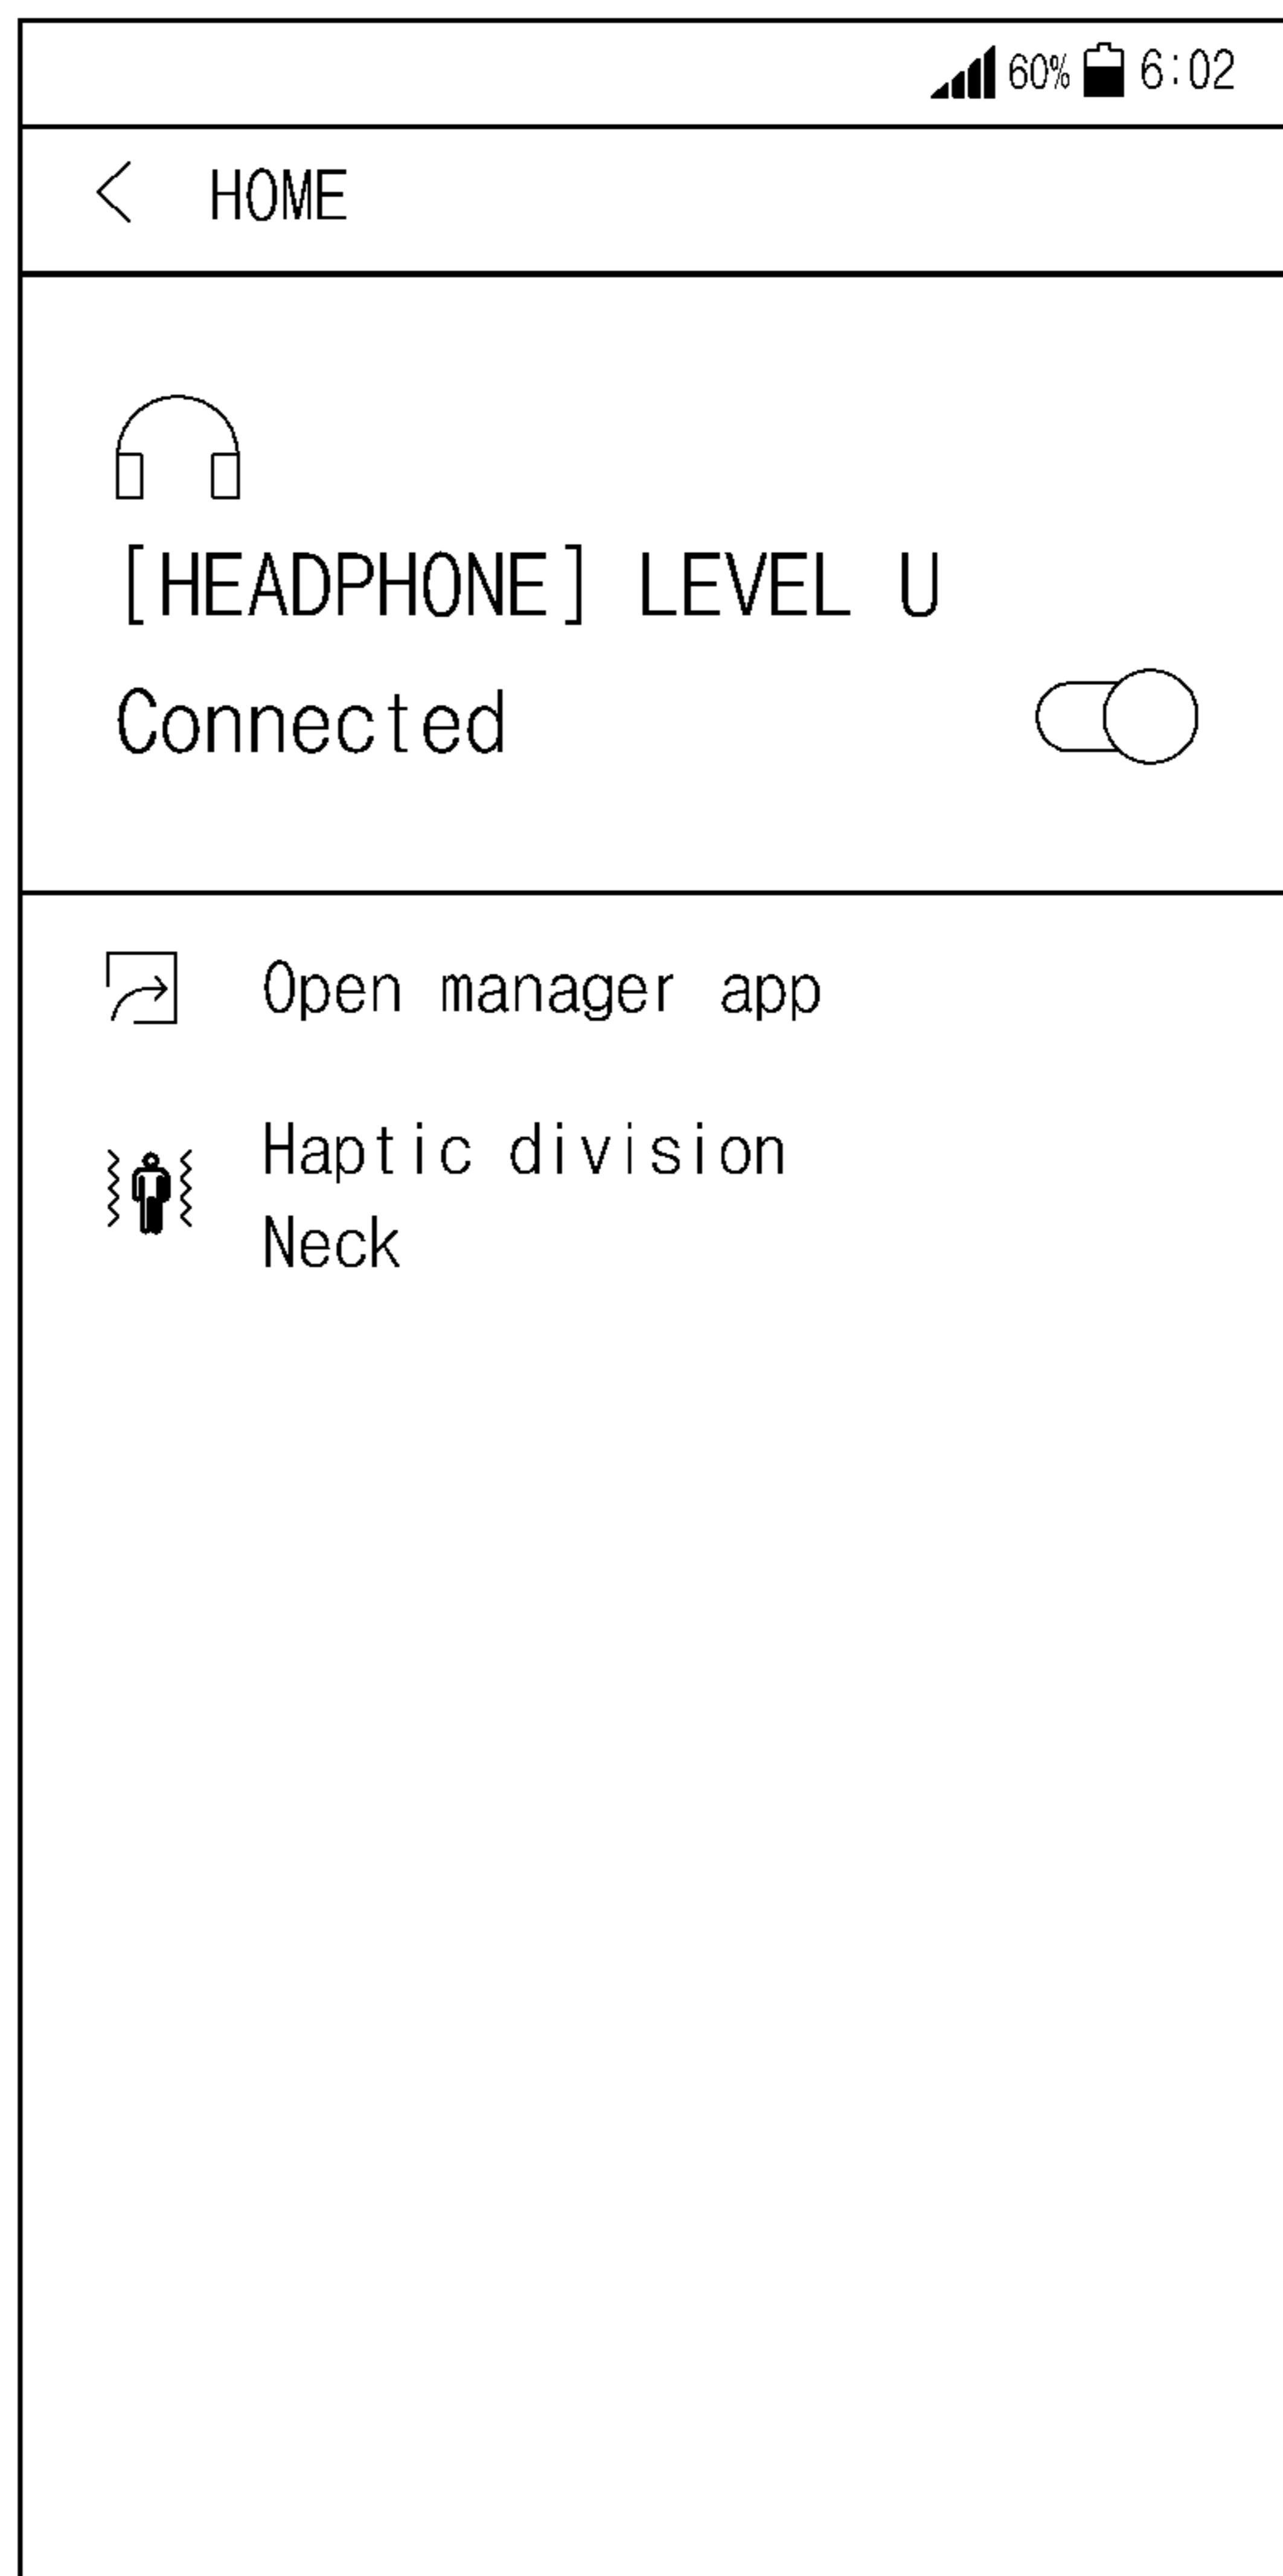 60% 6:02
HOME
[HEADPHONE] LEVEL U
Connected
Open manager app
Haptic division
Neck